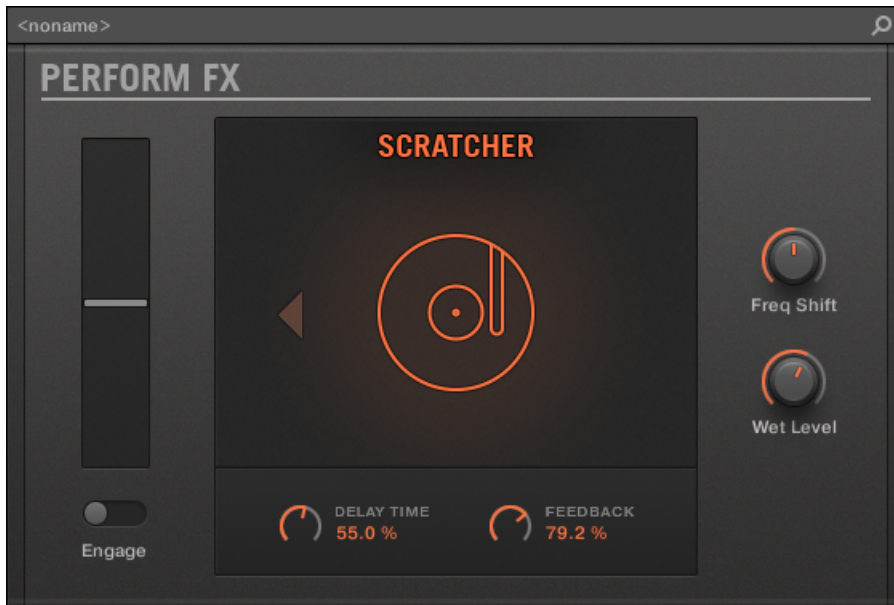 <noname>
PERFORM FX
SCRATCHER
Freq Shift
Wet Level
DELAY TIME
55.0 %
FEEDBACK
79.2 %
Engage